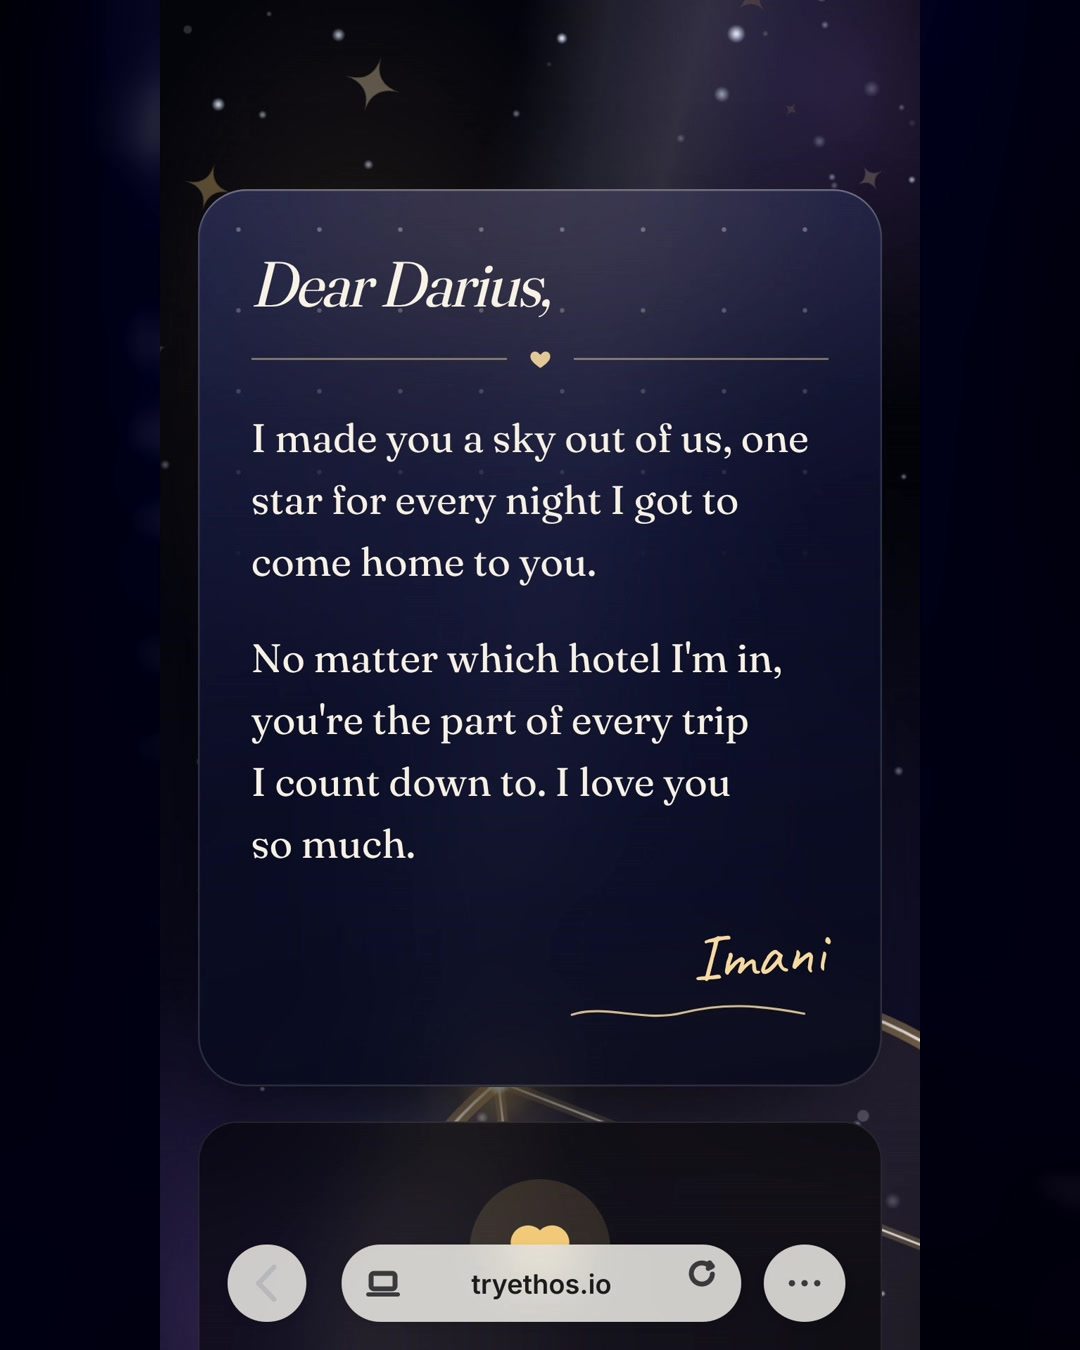 Dear Darius,
I made you a sky out of us, one
star for every night I got to
come home to you.
No matter which hotel I'm in,
you're the part of every trip
I count down to. I love you
so much.
Imani
tryethos.io